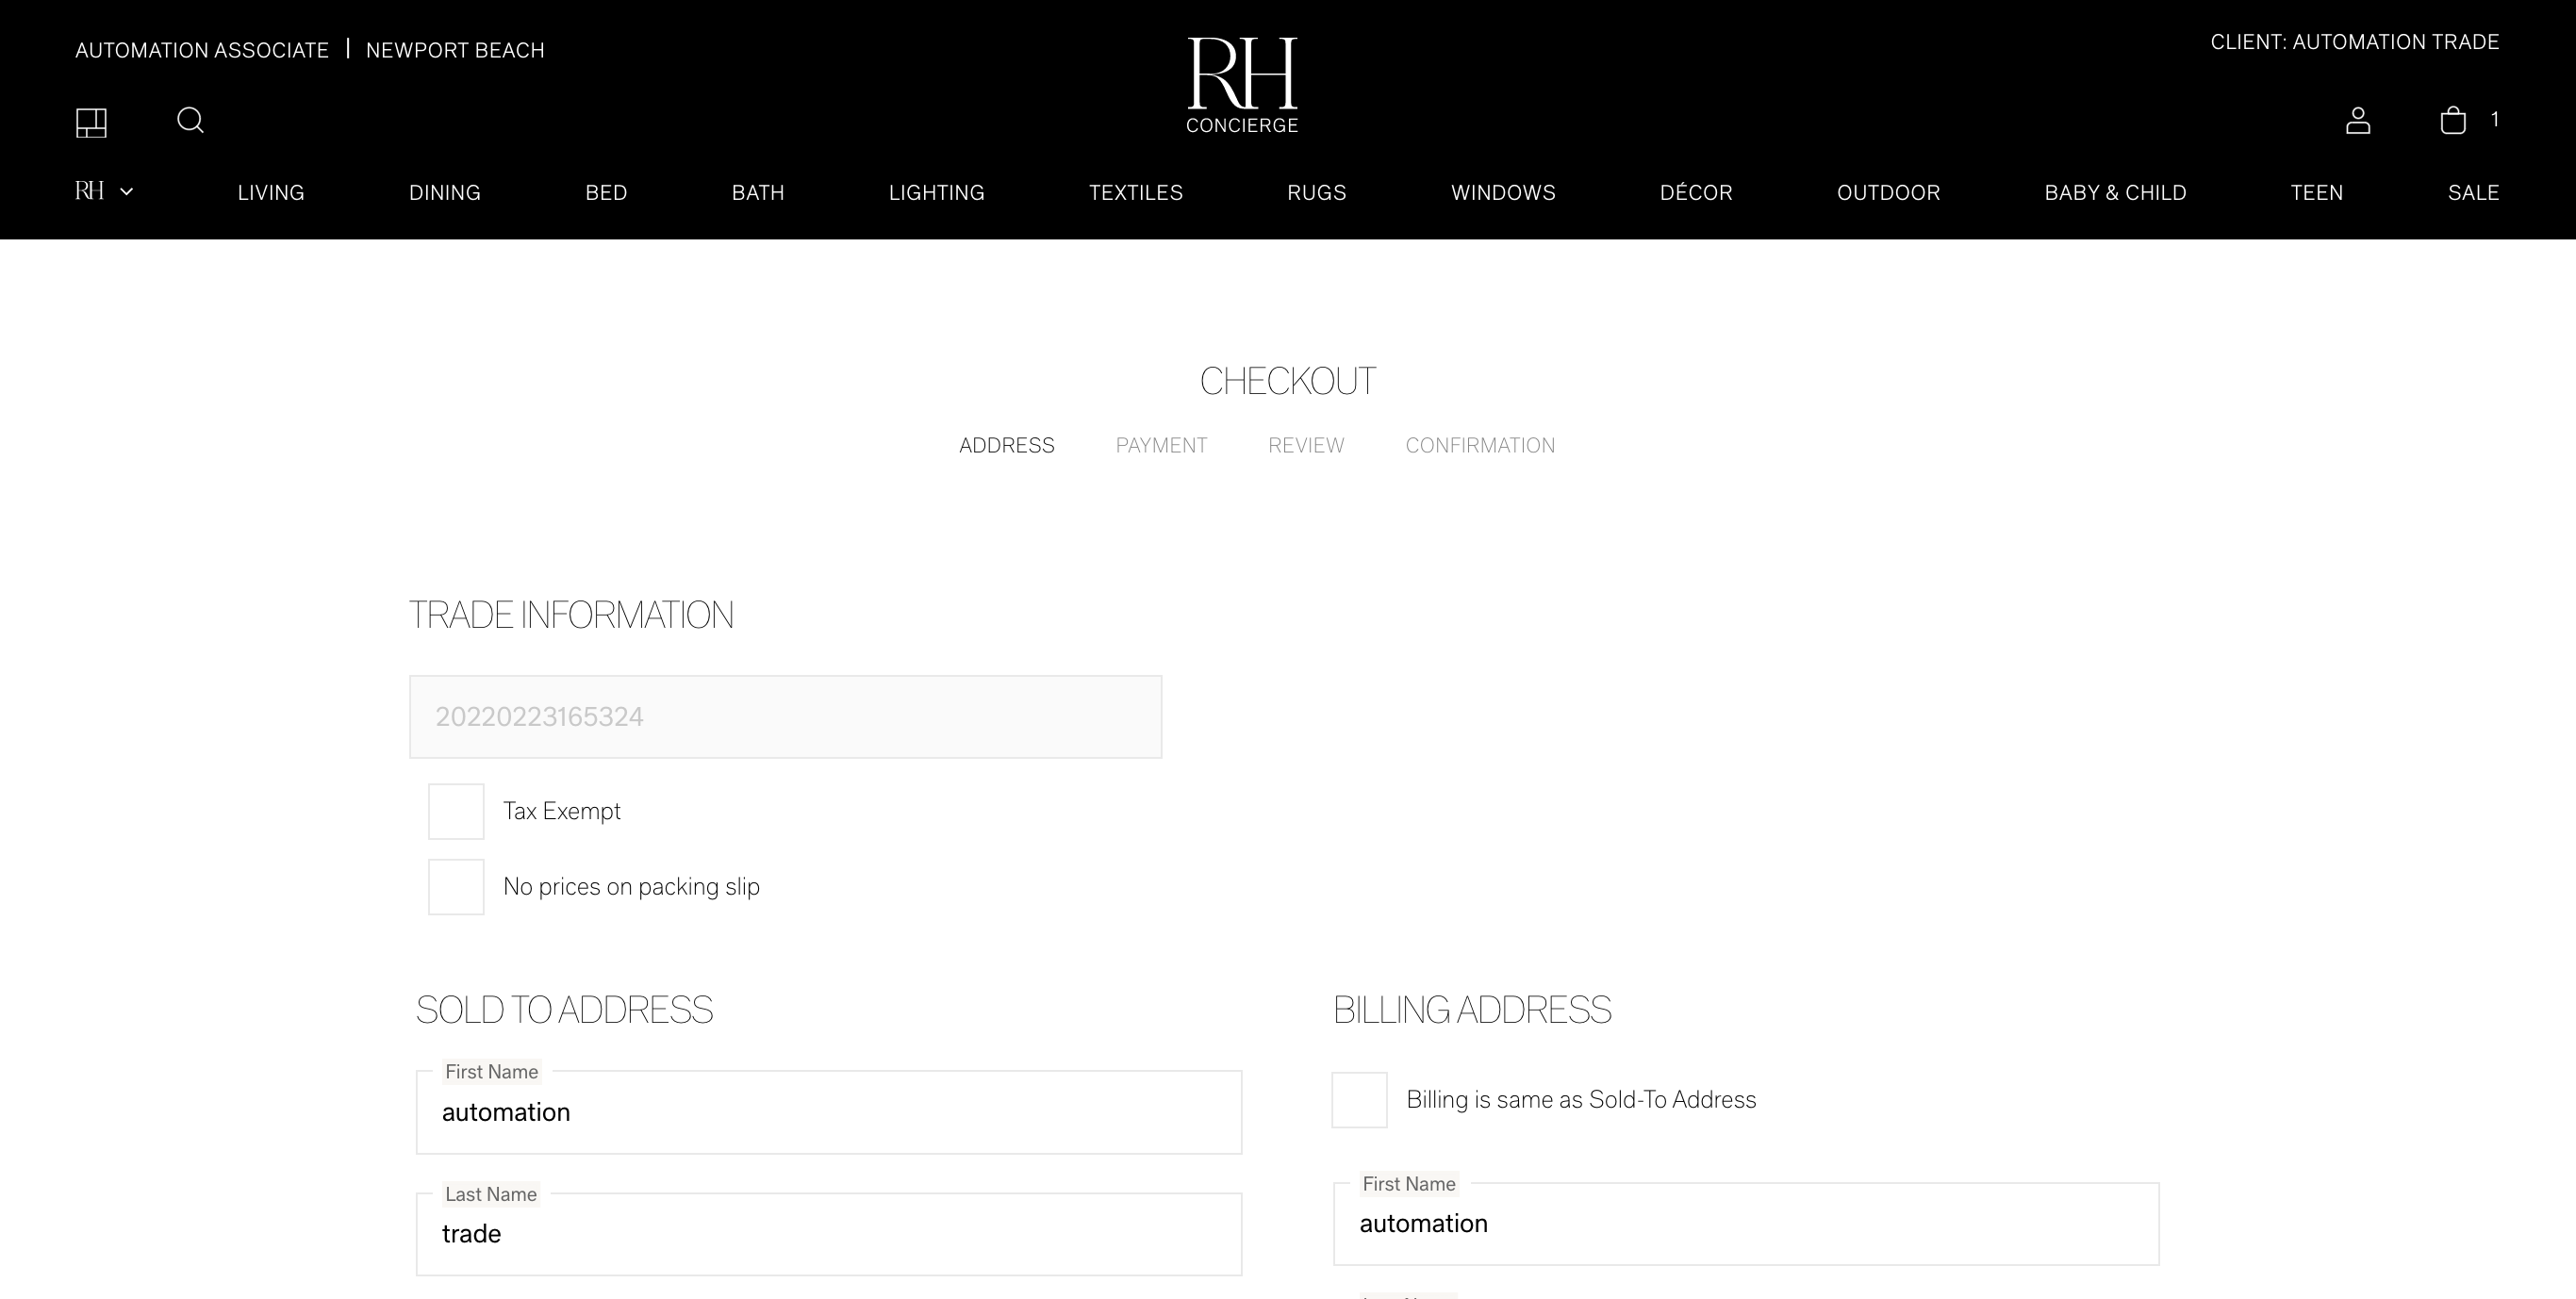 AUTOMATION ASSOCIATE | NEWPORT BEACH
RH
CONCIERGE
CLIENT: AUTOMATION TRADE
1
RH LIVING DINING BED BATH LIGHTING TEXTILES RUGS WINDOWS DÉCOR OUTDOOR BABY & CHILD TEEN SALE
CHECKOUT
ADDRESS PAYMENT REVIEW CONFIRMATION
TRADE INFORMATION
20220223165324
Tax Exempt
No prices on packing slip
SOLD TO ADDRESS
First Name
automation
Last Name
trade
BILLING ADDRESS
Billing is same as Sold-To Address
First Name
automation